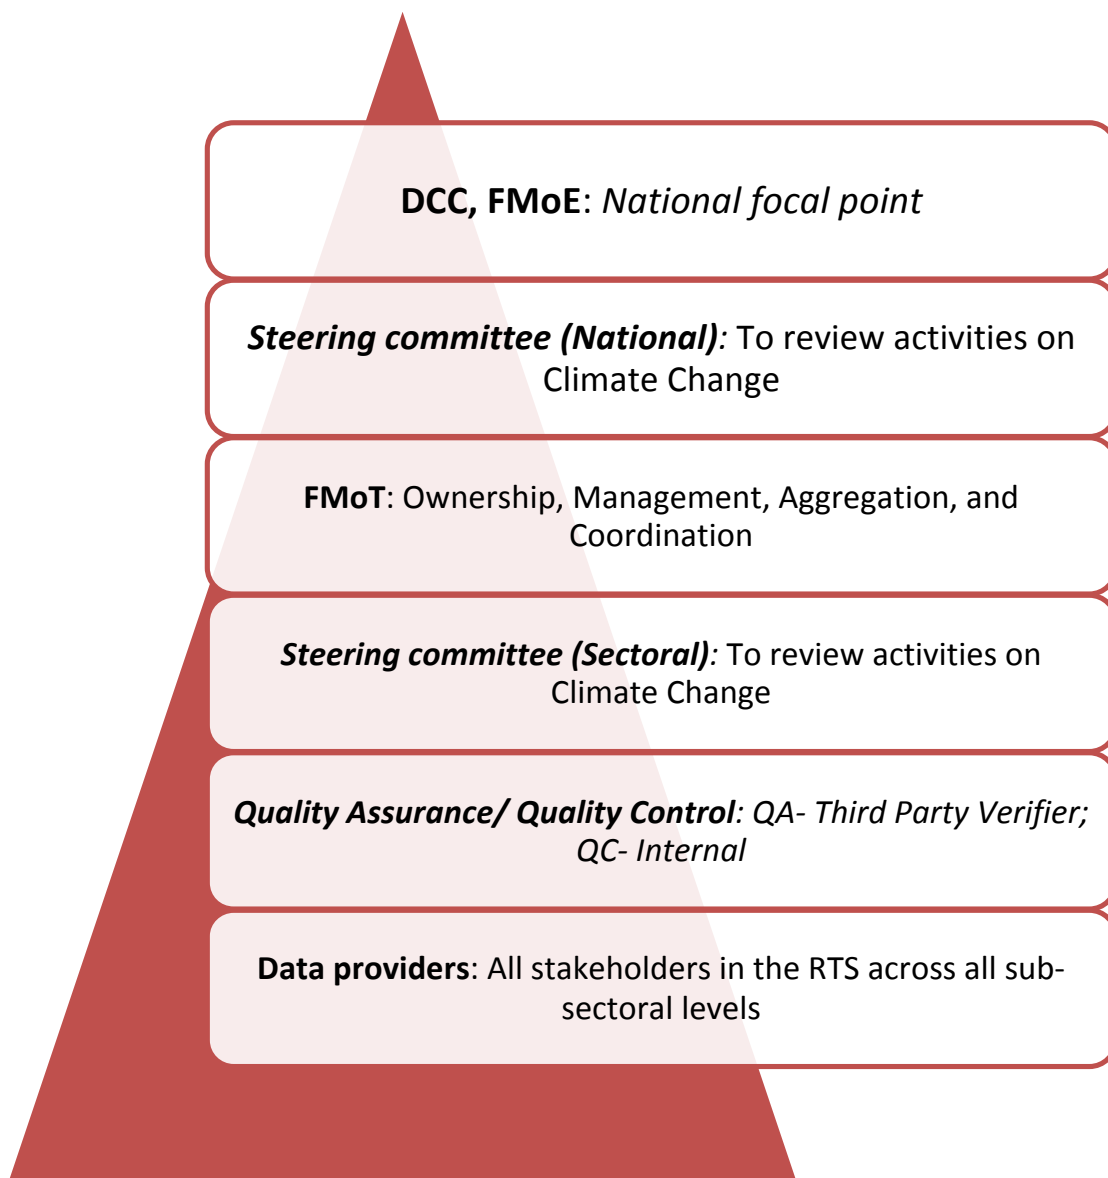 DCC, FMoE: National focal point
Steering committee (National): To review activities on
Climate Change
FMoT: Ownership, Management, Aggregation, and
Coordination
Steering committee (Sectoral): To review activities on
Climate Change
Quality Assurance/ Quality Control: QA- Third Party Verifier;
QC- Internal
Data providers: All stakeholders in the RTS across all sub-
sectoral levels